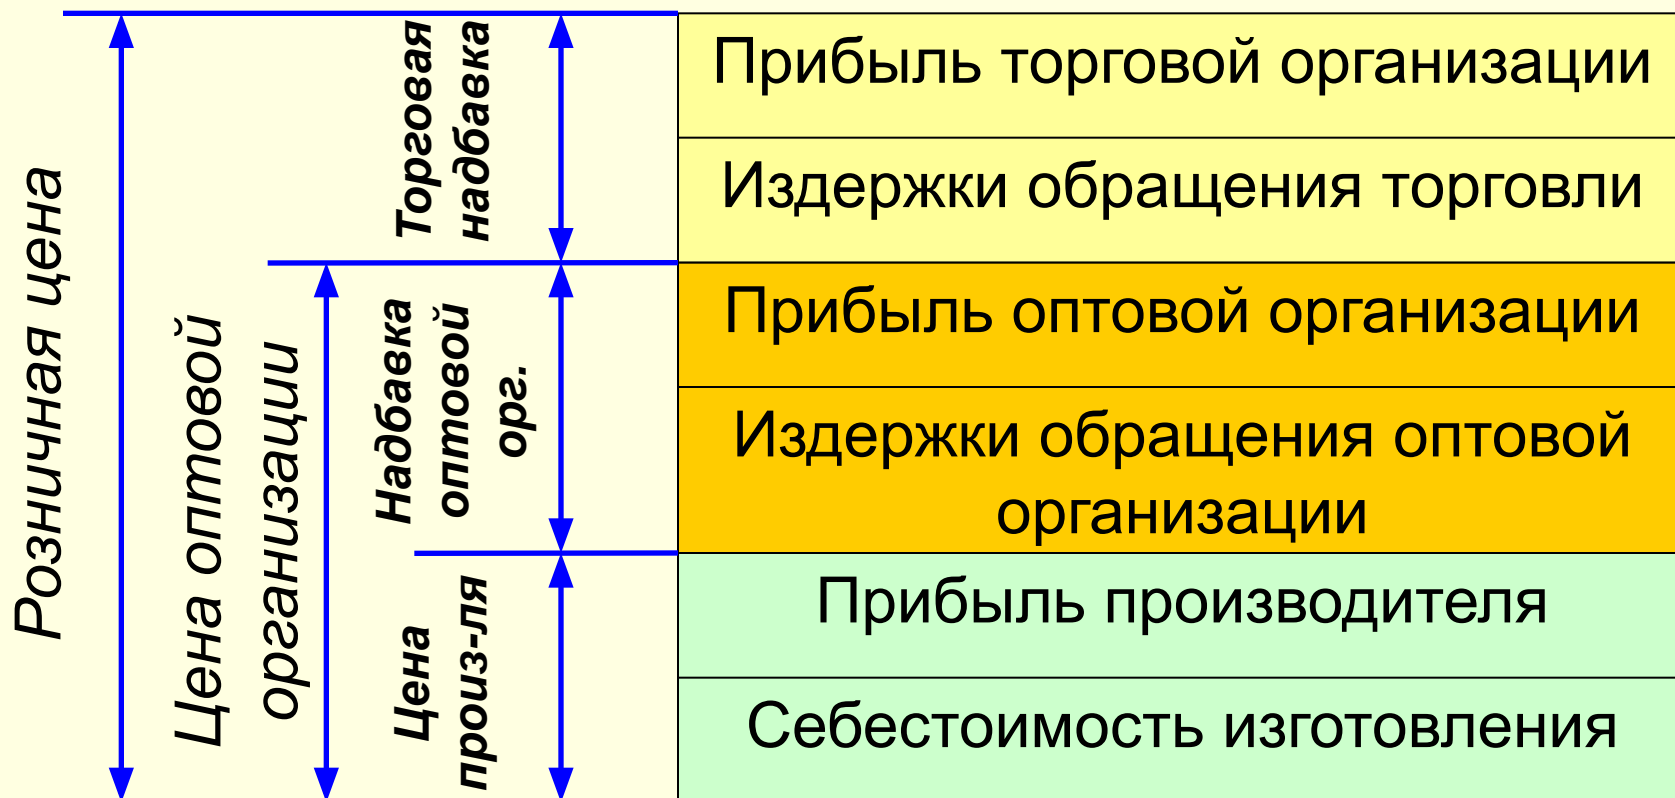 Розничная цена
Цена оптовой
организации
Торговая
надбавка
Надбавка
оптовой
орг.
Цена
произ-ля
Прибыль торговой организации
Издержки обращения торговли
Прибыль оптовой организации
Издержки обращения оптовой
организации
Прибыль производителя
Себестоимость изготовления